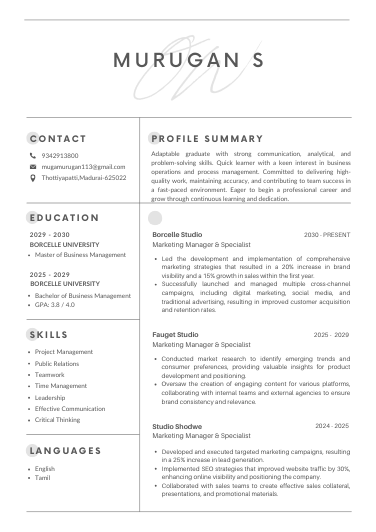 MURUGAN S
CONTACT
9342913800
mugamurugan113@gmail.com
Thottiyapatti,Madurai-625022
PROFILE SUMMARY
Adaptable graduate with strong communication, analytical, and
problem-solving skills. Quick learner with a keen interest in business
operations and process management. Committed to delivering high-
quality work, maintaining accuracy, and contributing to team success in
a fast-paced environment. Eager to begin a professional career and
grow through continuous learning and dedication.
EDUCATION
2029 - 2030
BORCELLE UNIVERSITY
• Master of Business Management
2025 - 2029
BORCELLE UNIVERSITY
• Bachelor of Business Management
• GPA: 3.8 / 4.0
SKILLS
• Project Management
• Public Relations
• Teamwork
• Time Management
• Leadership
• Effective Communication
• Critical Thinking
LANGUAGES
• English
• Tamil
Borcelle Studio 2030 - PRESENT
Marketing Manager & Specialist
• Led the development and implementation of comprehensive
marketing strategies that resulted in a 20% increase in brand
visibility and a 15% growth in sales within the first year.
• Successfully launched and managed multiple cross-channel
campaigns, including digital marketing, social media, and
traditional advertising, resulting in improved customer acquisition
and retention rates.
Fauget Studio 2025 - 2029
Marketing Manager & Specialist
• Conducted market research to identify emerging trends and
consumer preferences, providing valuable insights for product
development and positioning.
• Oversaw the creation of engaging content for various platforms,
collaborating with internal teams and external agencies to ensure
brand consistency and relevance.
Studio Shodwe 2024 - 2025
Marketing Manager & Specialist
• Developed and executed targeted marketing campaigns, resulting
in a 25% increase in lead generation.
• Implemented SEO strategies that improved website traffic by 30%,
enhancing online visibility and positioning the company.
• Collaborated with sales teams to create effective sales collateral,
presentations, and promotional materials.